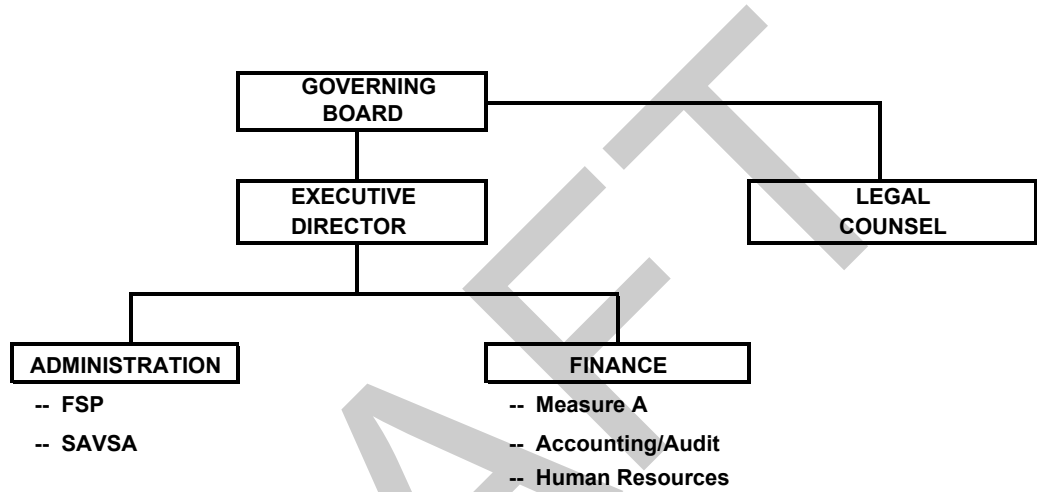 GOVERNING
BOARD
EXECUTIVE
DIRECTOR
LEGAL
COUNSEL
ADMINISTRATION
FINANCE
-- FSP
-- Measure A
-- SAVSA
-- Accounting/Audit
-- Human Resources